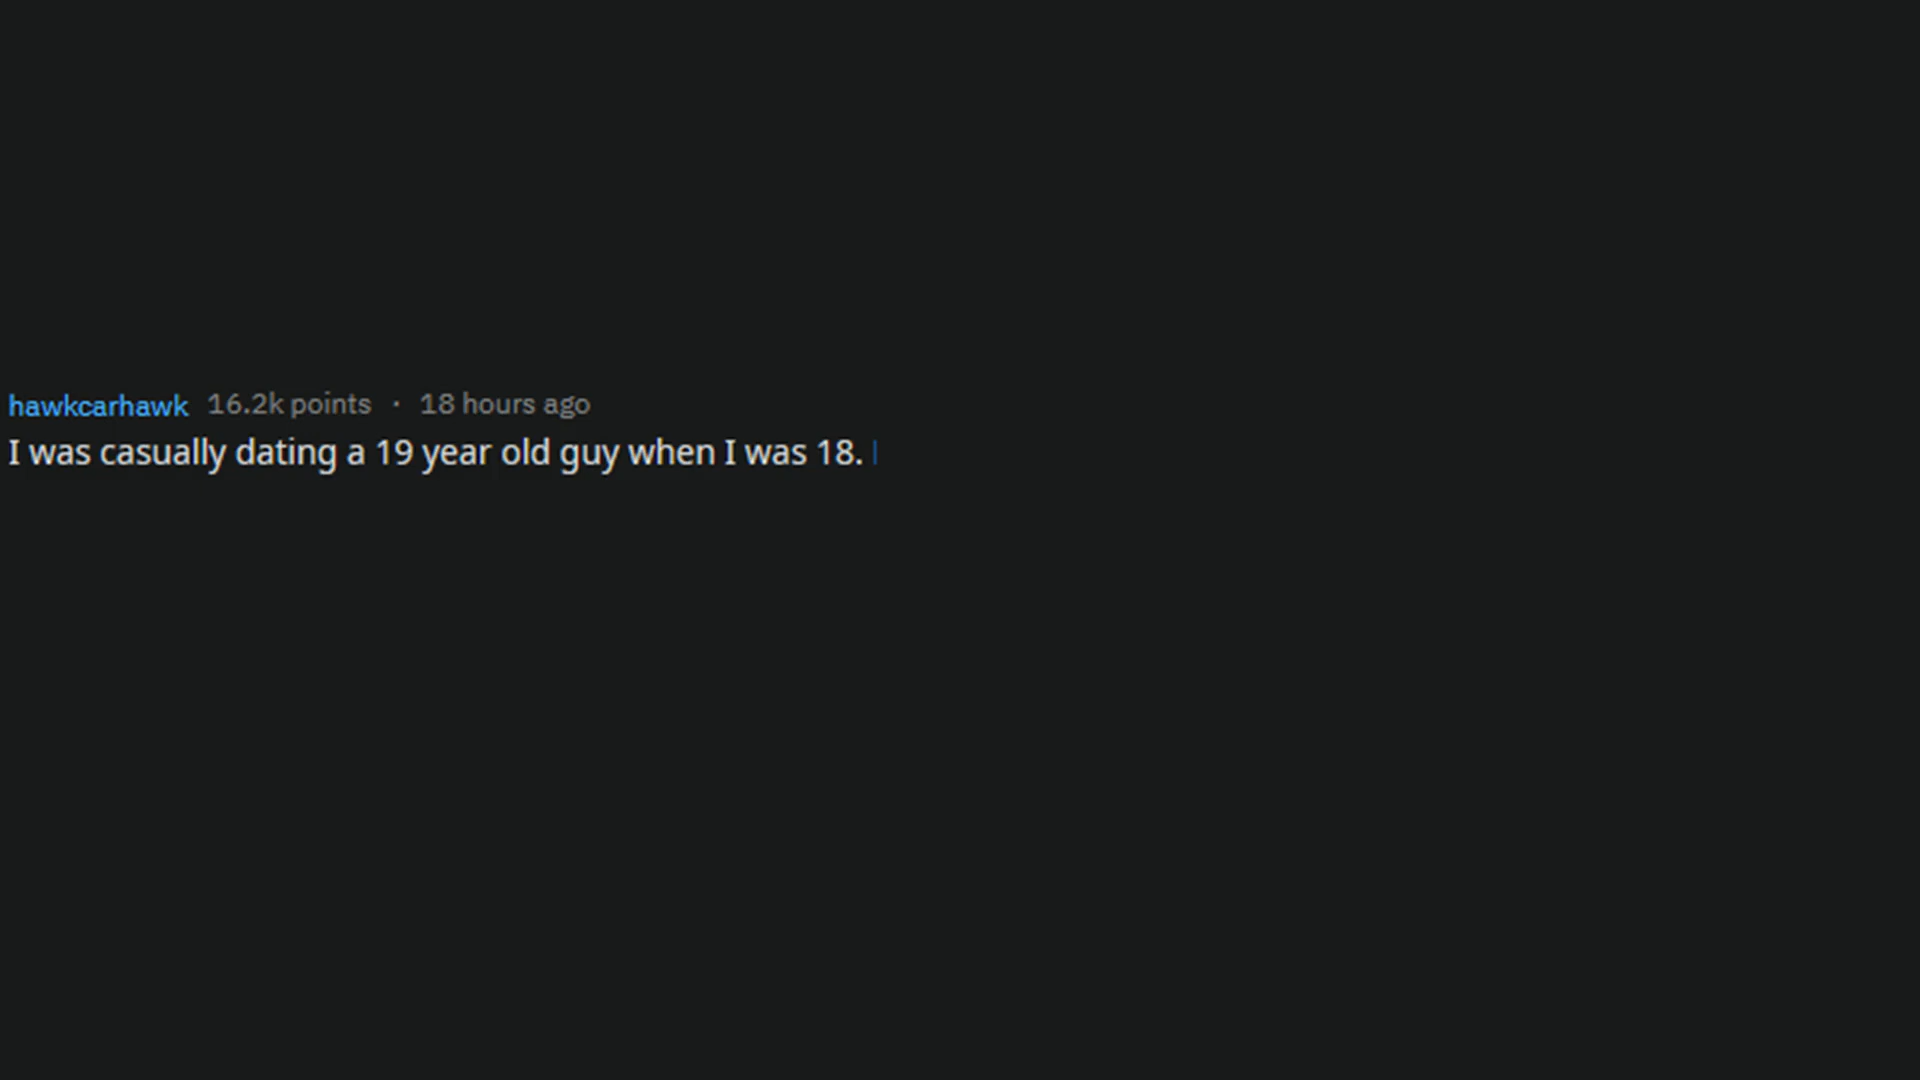 hawkcarhawk 16.2k points · 18 hours ago
I was casually dating a 19 year old guy when I was 18.